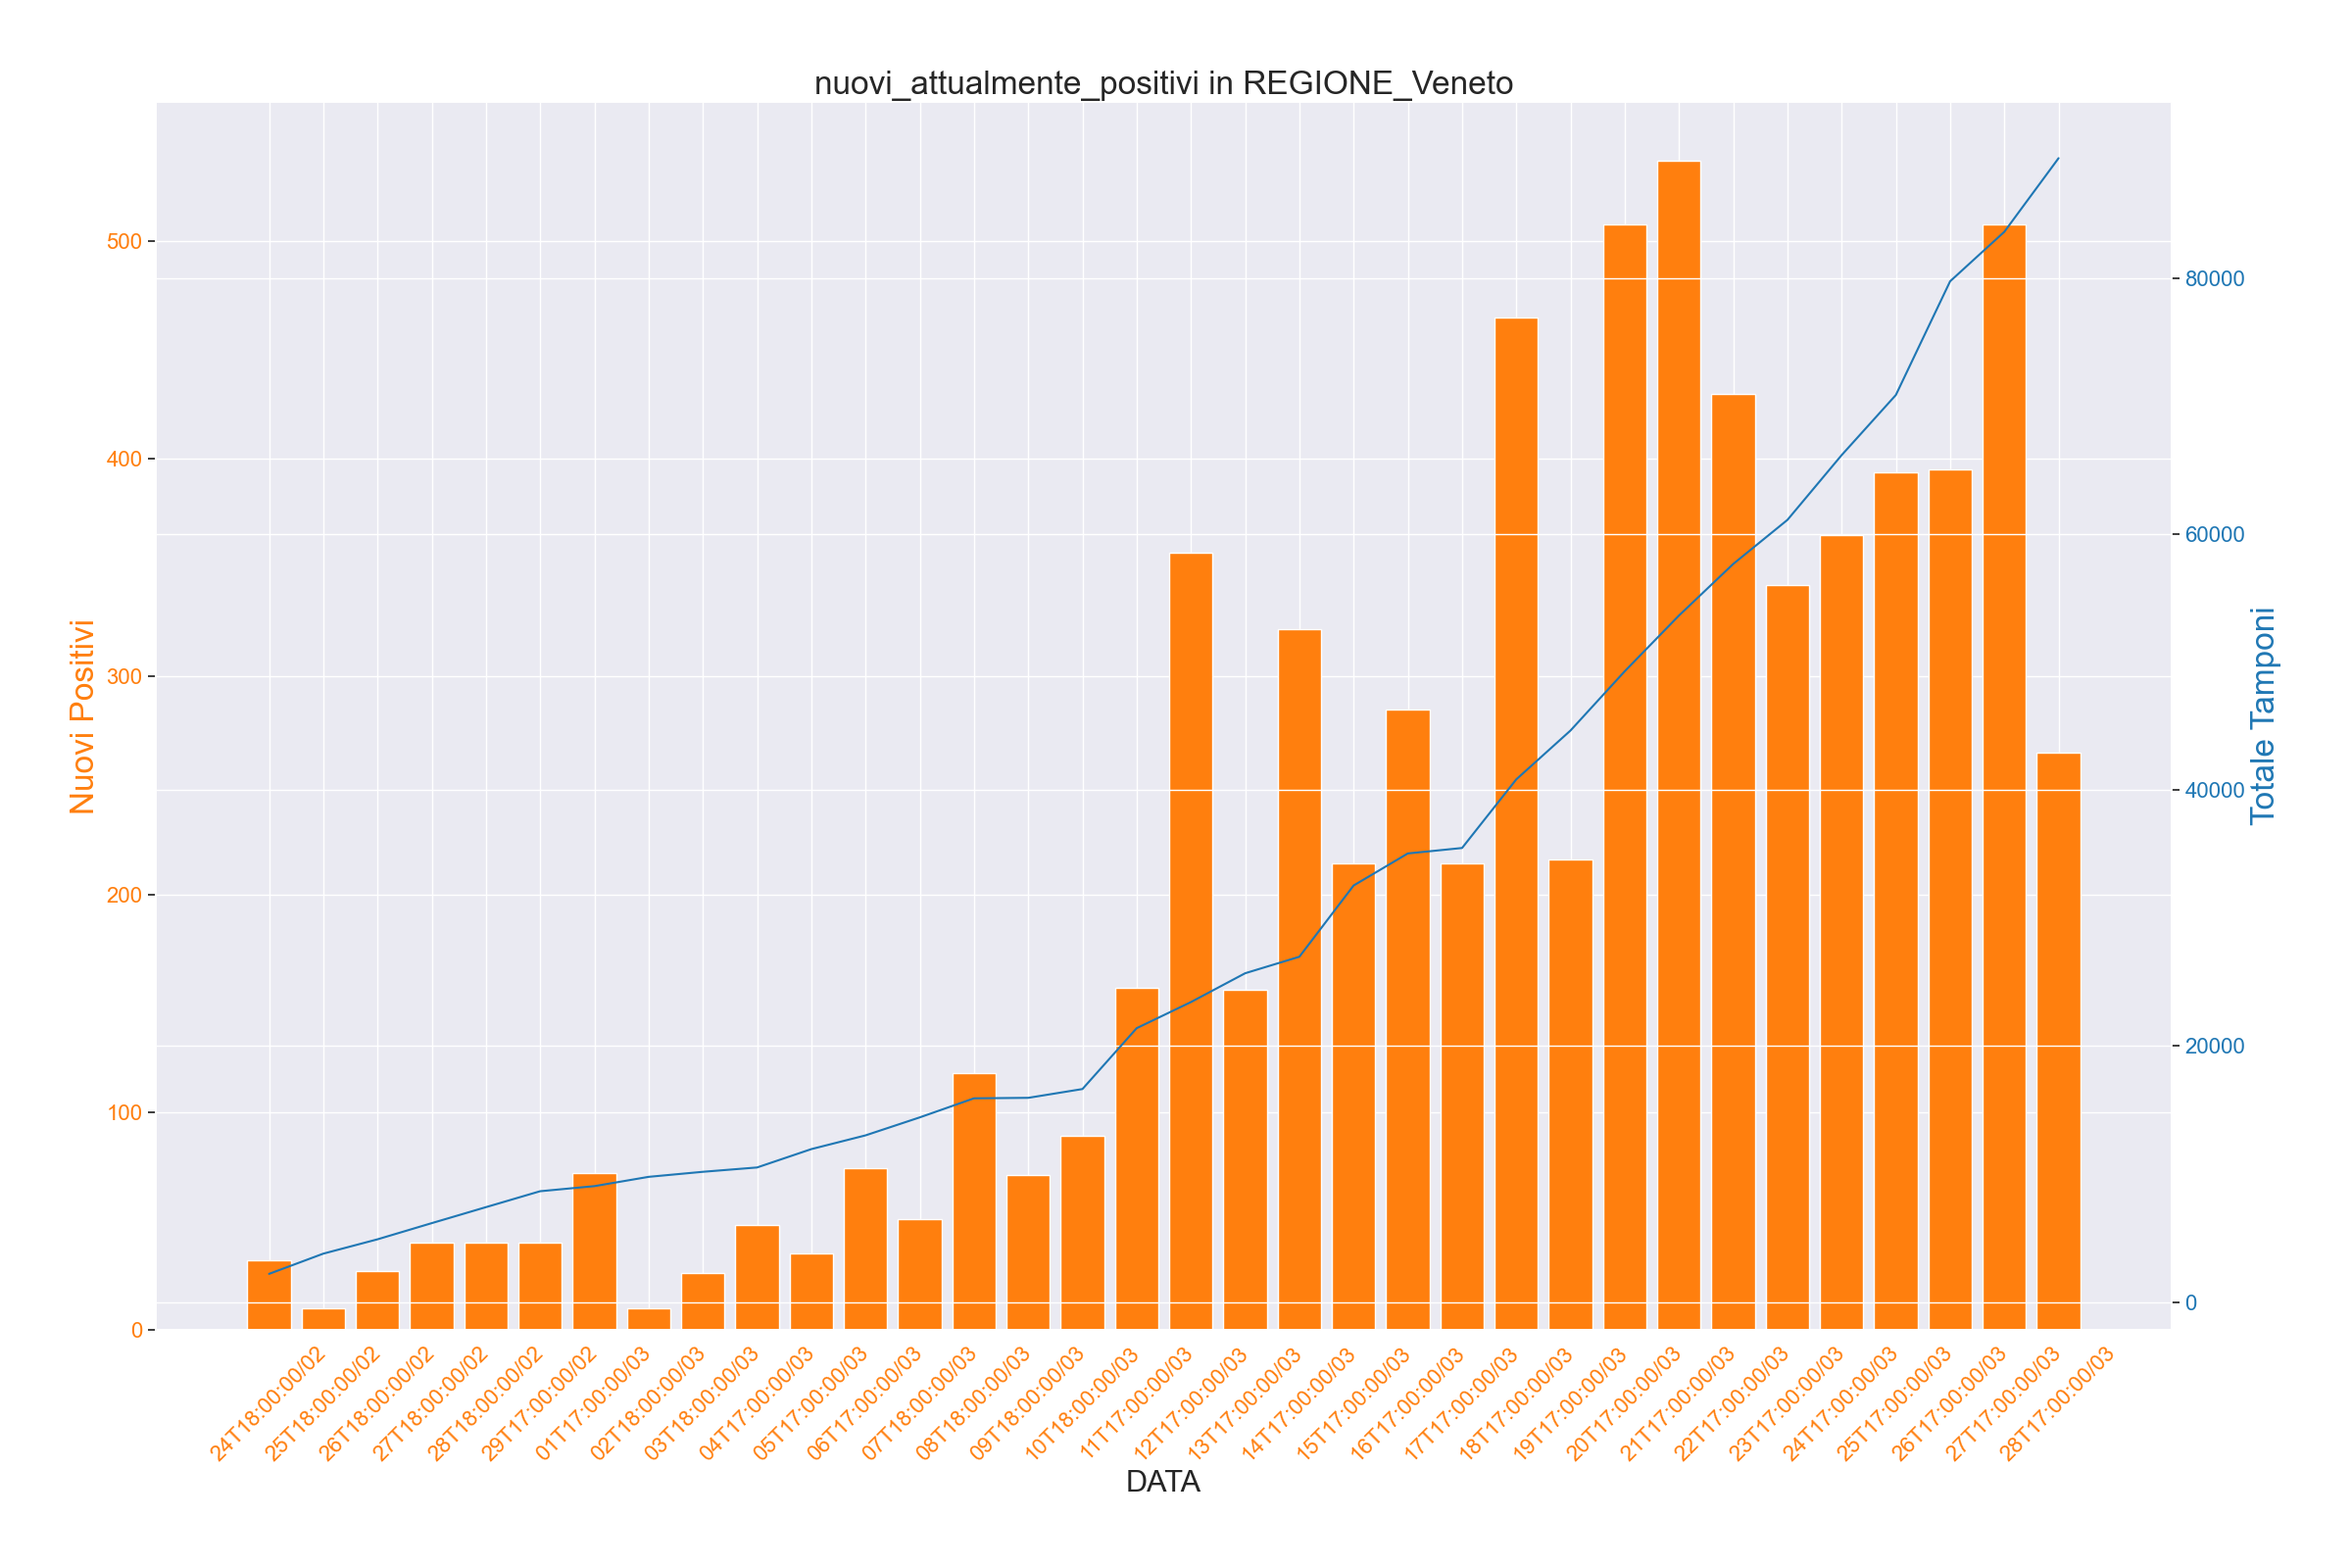 nuovi_attualmente_positivi in REGIONE_Veneto
Nuovi Positivi
500
400
300
200
100
0
Totale Tamponi
80000
60000
40000
20000
0
24T18:00:00/02
25T18:00:00/02
26T18:00:00/02
27T18:00:00/02
28T18:00:00/02
29T17:00:00/02
01T17:00:00/03
02T18:00:00/03
03T18:00:00/03
04T17:00:00/03
05T17:00:00/03
06T17:00:00/03
07T18:00:00/03
08T18:00:00/03
09T18:00:00/03
10T18:00:00/03
11T17:00:00/03
12T17:00:00/03
13T17:00:00/03
14T17:00:00/03
15T17:00:00/03
16T17:00:00/03
17T17:00:00/03
18T17:00:00/03
19T17:00:00/03
20T17:00:00/03
21T17:00:00/03
22T17:00:00/03
23T17:00:00/03
24T17:00:00/03
25T17:00:00/03
26T17:00:00/03
27T17:00:00/03
28T17:00:00/03
DATA